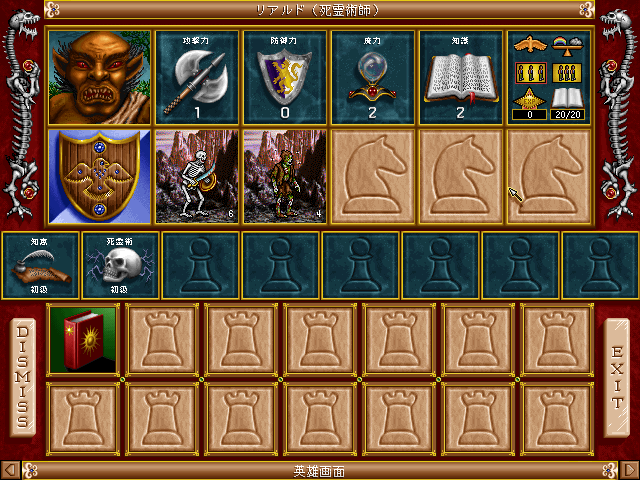 リアルド（死霊術師）
攻撃力
防御力
魔力
知識
1
0
2
2
0
20/20
6
4
知恵
死霊術
初級
初級
DISMISS
EXIT
英雄画面